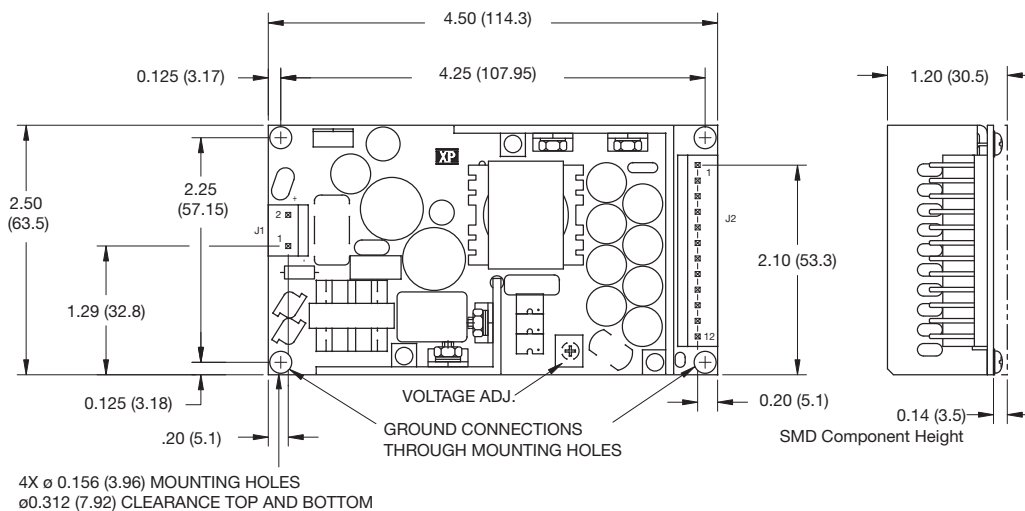 4.50 (114.3)
0.125 (3.17)
4.25 (107.95)
1.20 (30.5)
XP
1
2.50
(63.5)
2.25
(57.15)
+
2
J1
1
J2
2.10 (53.3)
1.29 (32.8)
12
0.125 (3.18)
VOLTAGE ADJ.
0.20 (5.1)
.20 (5.1)
GROUND CONNECTIONS
THROUGH MOUNTING HOLES
0.14 (3.5)
SMD Component Height
4X ø 0.156 (3.96) MOUNTING HOLES
ø0.312 (7.92) CLEARANCE TOP AND BOTTOM